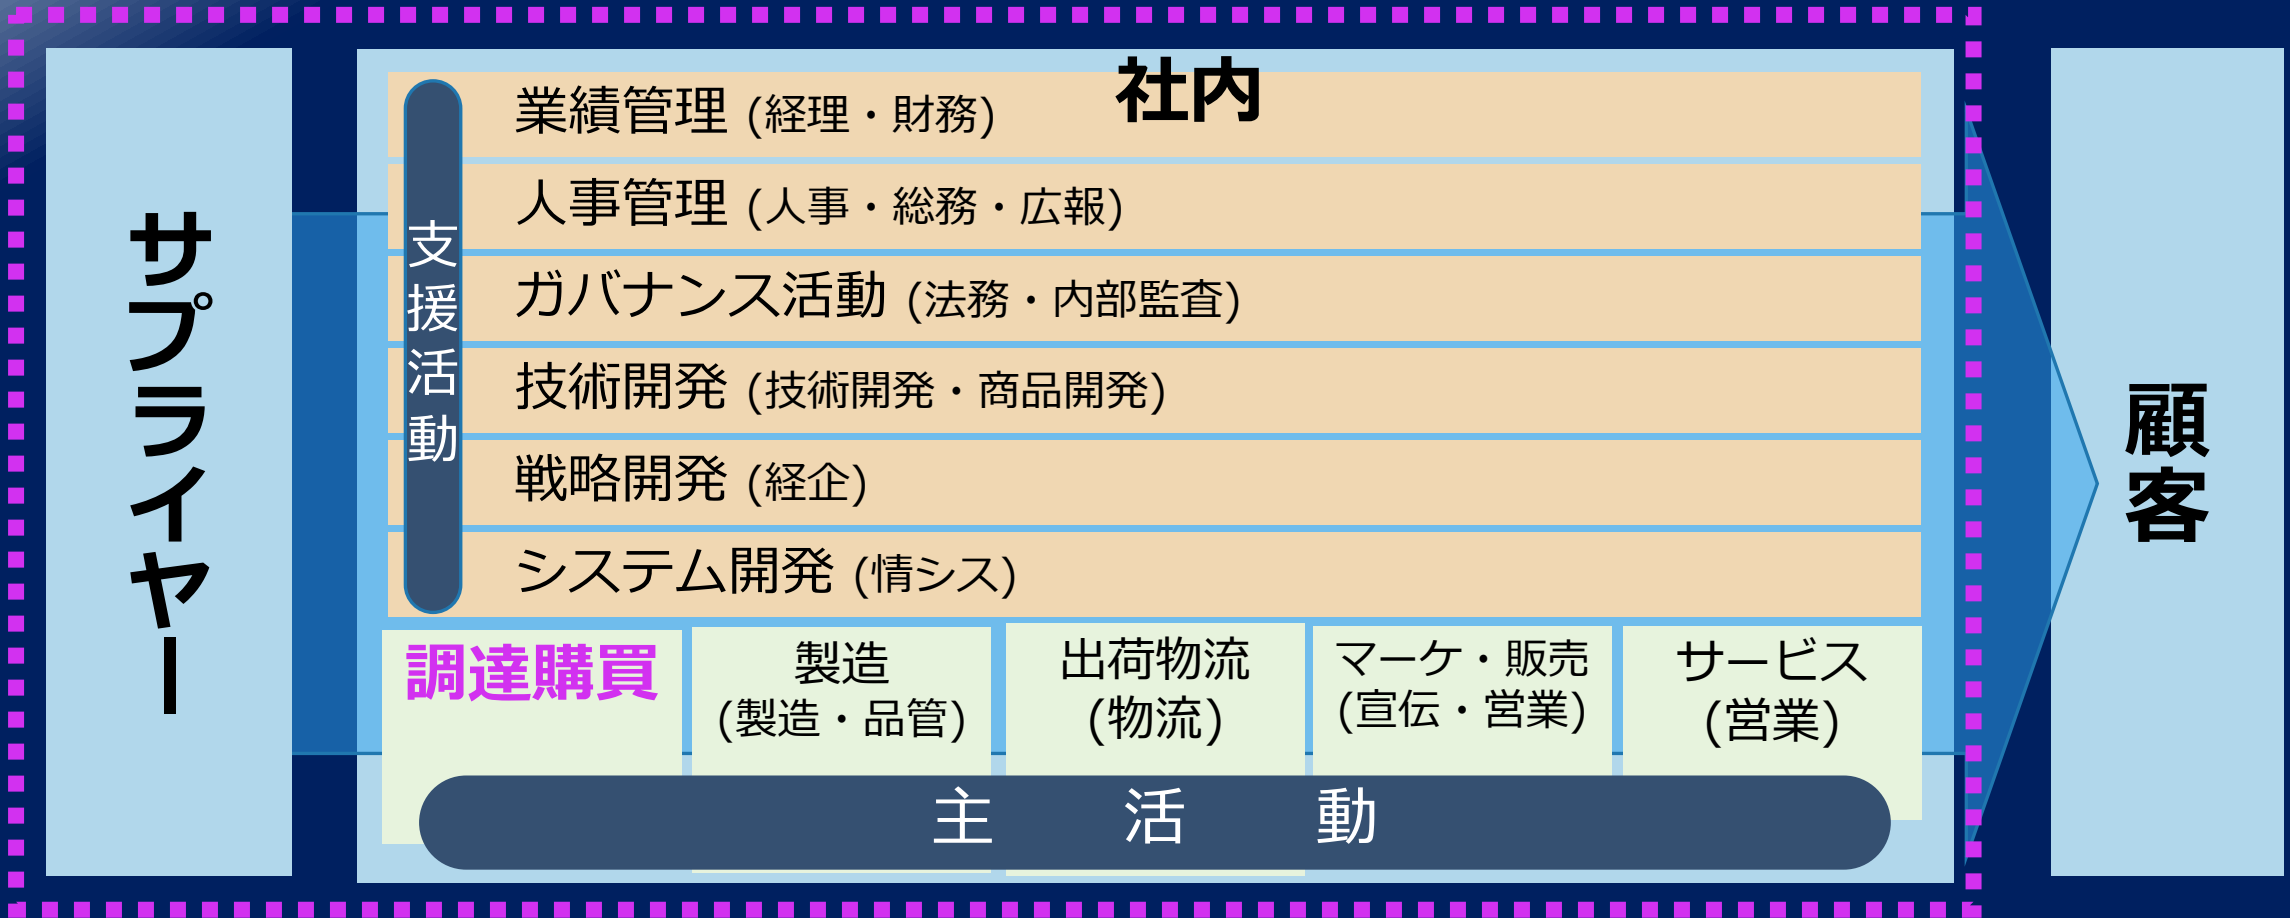 サプライヤー
社内
支援活動
業績管理 (経理・財務)
人事管理 (人事・総務・広報)
ガバナンス活動 (法務・内部監査)
技術開発 (技術開発・商品開発)
戦略開発 (経企)
システム開発 (情シス)
調達購買
製造
(製造・品管)
出荷物流
(物流)
マーケ・販売
(宣伝・営業)
サービス
(営業)
主 活 動
顧客